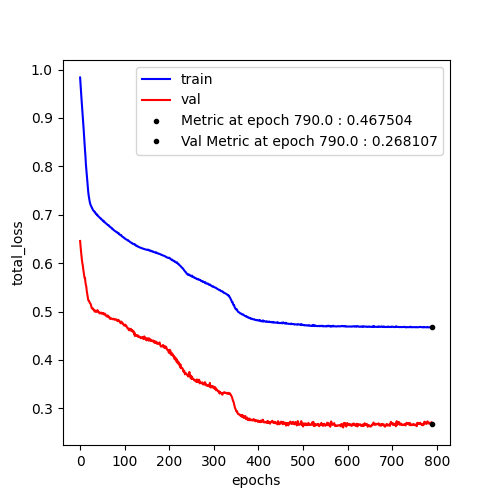 train
val
Metric at epoch 790.0 : 0.467504
Val Metric at epoch 790.0 : 0.268107
1.0
0.9
0.8
0.7
0.6
0.5
0.4
0.3
total_loss
0 100 200 300 400 500 600 700 800
epochs